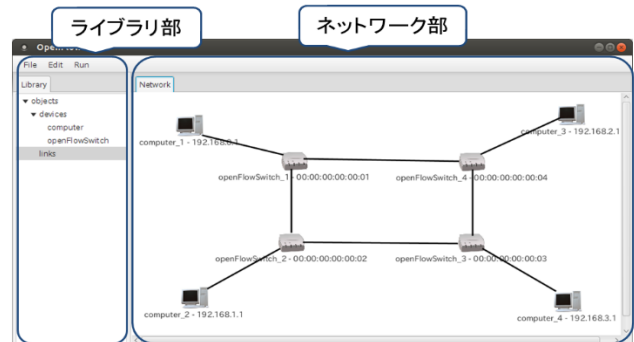 ライブラリ部
ネットワーク部
File Edit Run
Library
Network
objects
devices
computer
openFlowSwitch
links
computer_1 - 192.168.0.1
computer_3 - 192.168.2.1
openFlowSwitch_1 - 00:00:00:00:00:01
openFlowSwitch_4 - 00:00:00:00:00:04
openFlowSwitch_2 - 00:00:00:00:00:02
openFlowSwitch_3 - 00:00:00:00:00:03
computer_2 - 192.168.1.1
computer_4 - 192.168.3.1